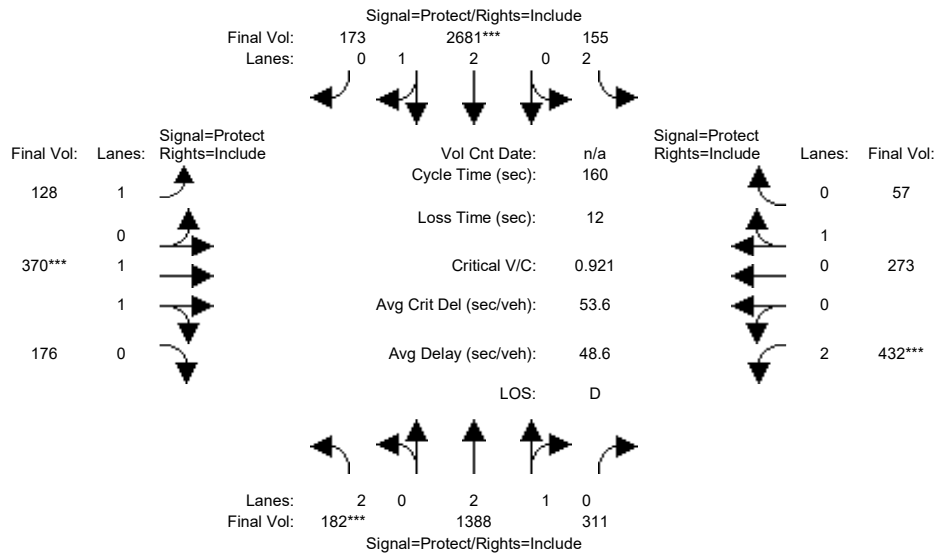 Signal=Protect/Rights=Include
Final Vol: 173 2681*** 155
Lanes: 0 1 2 0 2
Signal=Protect Signal=Protect
Final Vol: Lanes: Rights=Include Vol Cnt Date: n/a Rights=Include Lanes: Final Vol:
Cycle Time (sec): 160
128 1 0 57
Loss Time (sec): 12
0 1
370*** 1 Critical V/C: 0.921 0 273
1 Avg Crit Del (sec/veh): 53.6 0
176 0 Avg Delay (sec/veh): 48.6 2 432***
LOS: D
Lanes: 2 0 2 1 0
Final Vol: 182*** 1388 311
Signal=Protect/Rights=Include